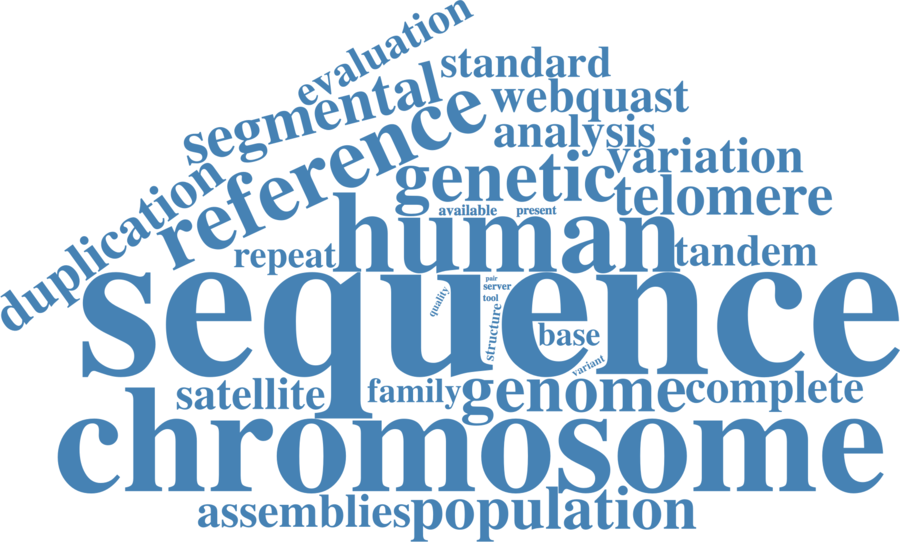 evaluation
standard
segmental
webquast
reference
analysis
variation
genetic
telomere
duplication
available
present
human
repeat
tandem
sequence
pair
server
quality
tool
structure
base
variant
satellite
family
genome
complete
chromosome
assemblies
population